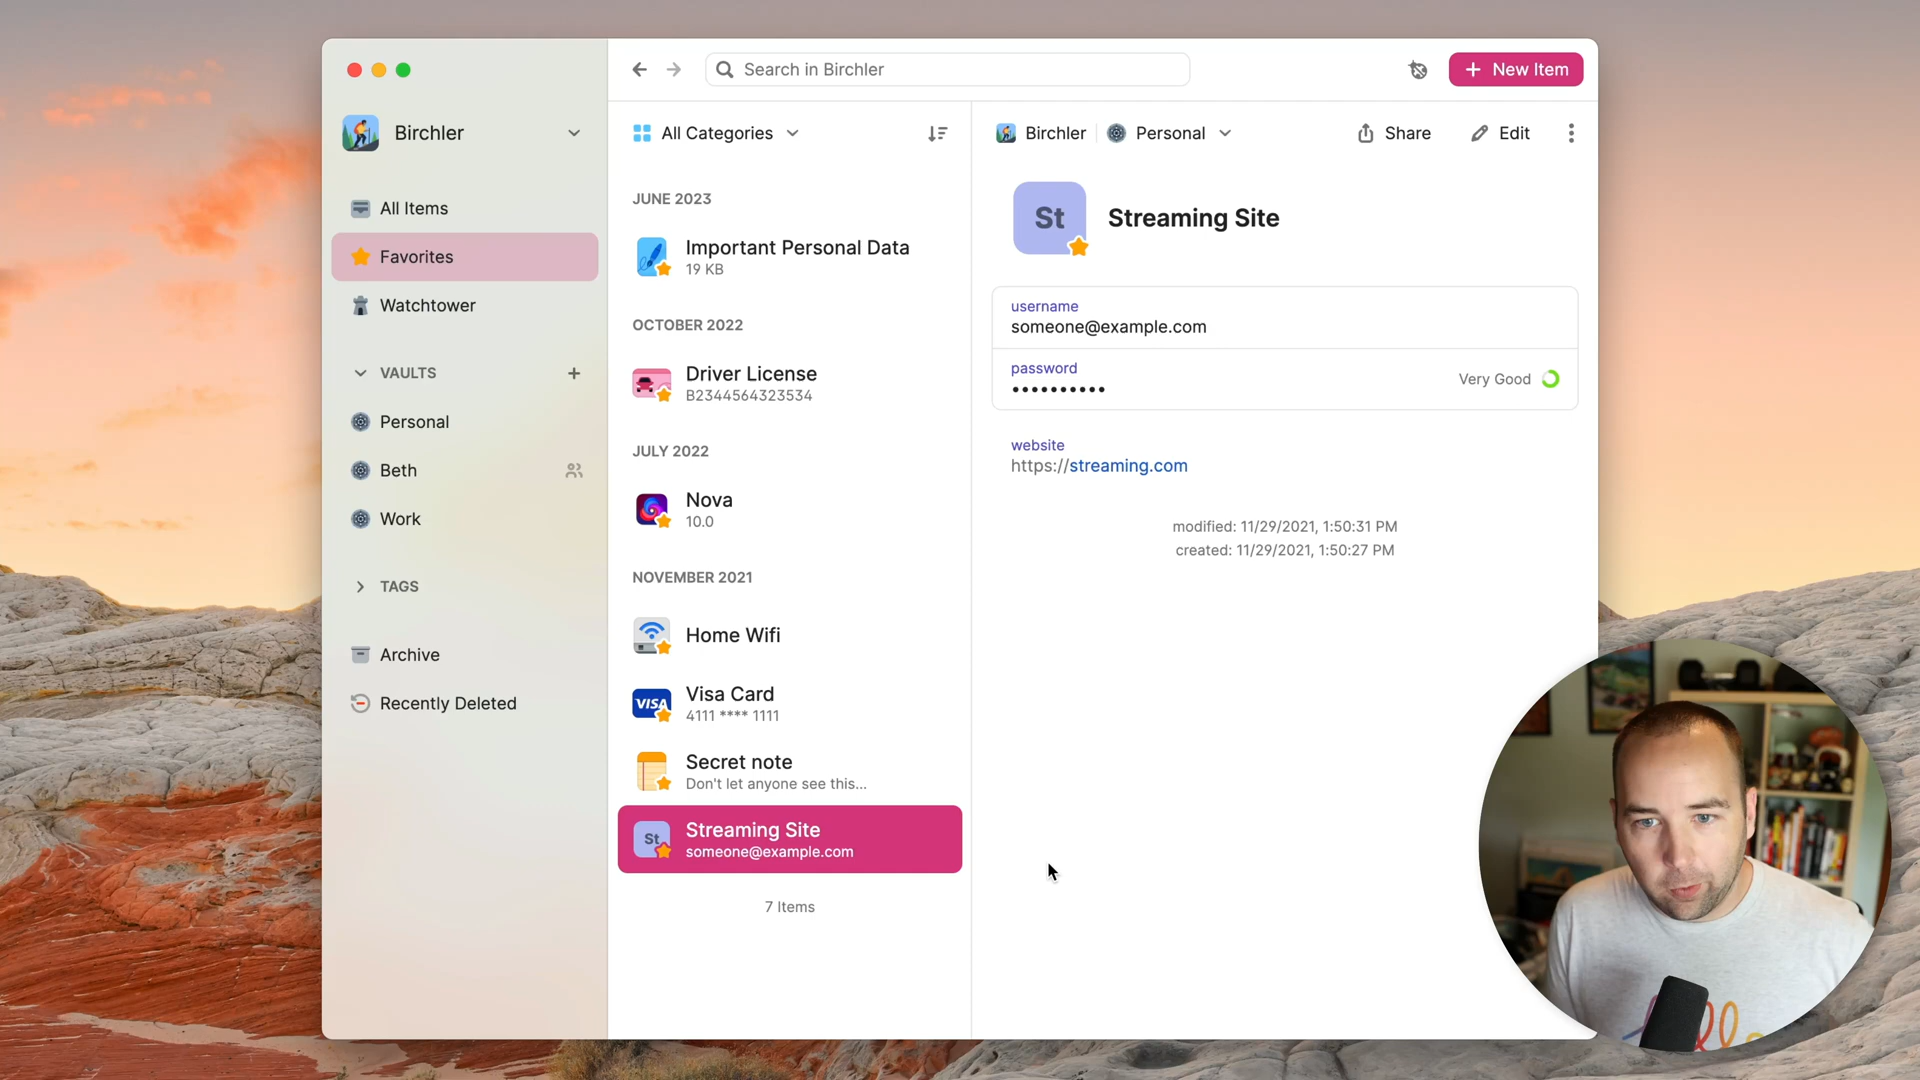 Search in Birchler
New Item
Birchler
All Items
Favorites
Watchtower
VAULTS
Personal
Beth
Work
TAGS
Archive
Recently Deleted
All Categories
JUNE 2023
Important Personal Data
19 KB
OCTOBER 2022
Driver License
B2344564323534
JULY 2022
Nova
10.0
NOVEMBER 2021
Home Wifi
VISA
Visa Card
4111 **** 1111
Secret note
Don't let anyone see this...
St
Streaming Site
someone@example.com
7 Items
Birchler
Personal
Share
Edit
St
Streaming Site
username
someone@example.com
password
••••••••••
Very Good
website
https://streaming.com
modified: 11/29/2021, 1:50:31 PM
created: 11/29/2021, 1:50:27 PM